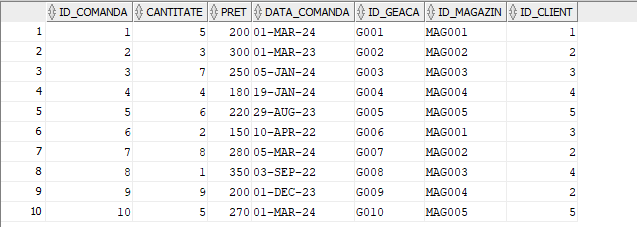 ID_COMANDA CANTITATE PRET DATA_COMANDA ID_GEACA ID_MAGAZIN ID_CLIENT
1 1 5 200 01-MAR-24 G001 MAG001 1
2 2 3 300 01-MAR-23 G002 MAG002 2
3 3 7 250 05-JAN-24 G003 MAG003 3
4 4 4 180 19-JAN-24 G004 MAG004 4
5 5 6 220 29-AUG-23 G005 MAG005 5
6 6 2 150 10-APR-22 G006 MAG001 3
7 7 8 280 05-MAR-24 G007 MAG002 2
8 8 1 350 03-SEP-22 G008 MAG003 4
9 9 9 200 01-DEC-23 G009 MAG004 2
10 10 5 270 01-MAR-24 G010 MAG005 5